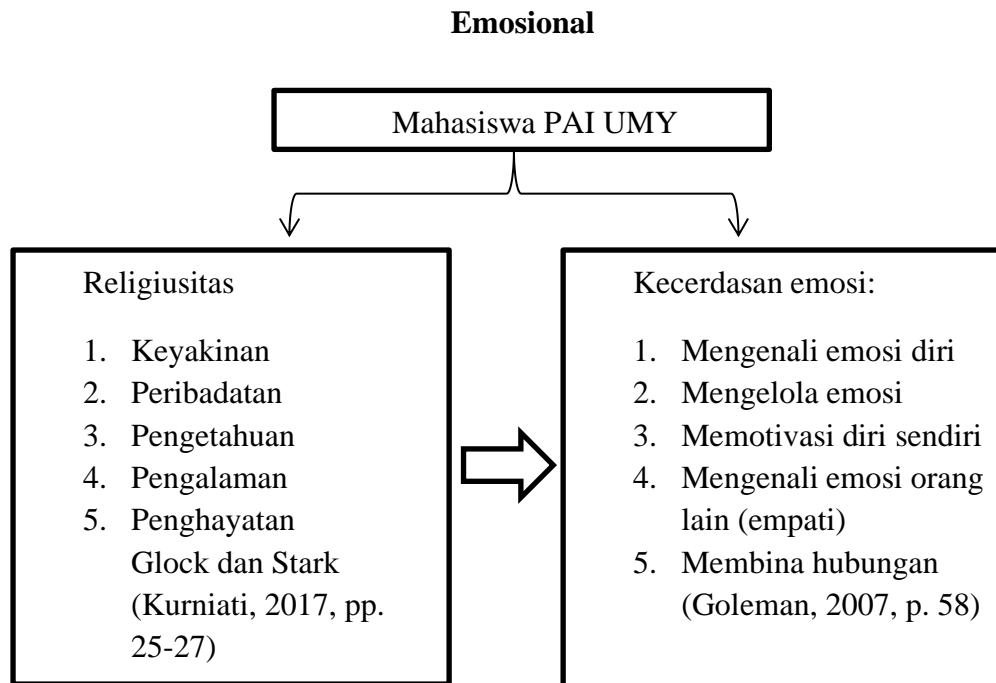 Emosional
Mahasiswa PAI UMY
Religiusitas
1. Keyakinan
2. Peribadatan
3. Pengetahuan
4. Pengalaman
5. Penghayatan
Glock dan Stark
(Kurniati, 2017, pp.
25-27)
Kecerdasan emosi:
1. Mengenali emosi diri
2. Mengelola emosi
3. Memotivasi diri sendiri
4. Mengenali emosi orang
lain (empati)
5. Membina hubungan
(Goleman, 2007, p. 58)